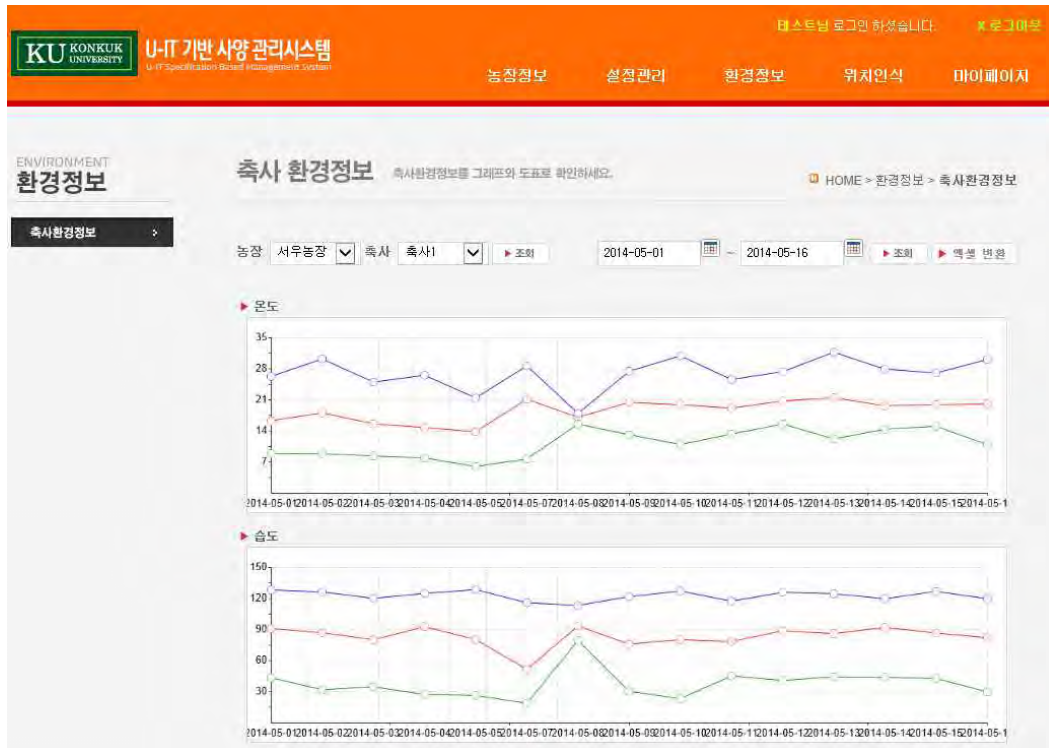 테스트님 로그인 하셨습니다. X 로그아웃
KU KONKUK UNIVERSITY
U-IT 기반 사양 관리시스템
U-IT Specification Based Management System
농장정보 설정관리 환경정보 위치인식 마이페이지
ENVIRONMENT
환경정보
축사환경정보
축사 환경정보 축사환경정보를 그래프와 도표로 확인하세요.
HOME > 환경정보 > 축사환경정보
농장 서우농장 축사 축사1 조회 2014-05-01 ~ 2014-05-16 조회 엑셀 변환
온도
35
28
21
14
7
2014-05-01 2014-05-02 2014-05-03 2014-05-04 2014-05-05 2014-05-07 2014-05-08 2014-05-09 2014-05-10 2014-05-11 2014-05-12 2014-05-13 2014-05-14 2014-05-15 2014-05-1
습도
150
120
90
60
30
2014-05-01 2014-05-02 2014-05-03 2014-05-04 2014-05-05 2014-05-07 2014-05-08 2014-05-09 2014-05-10 2014-05-11 2014-05-12 2014-05-13 2014-05-14 2014-05-15 2014-05-1